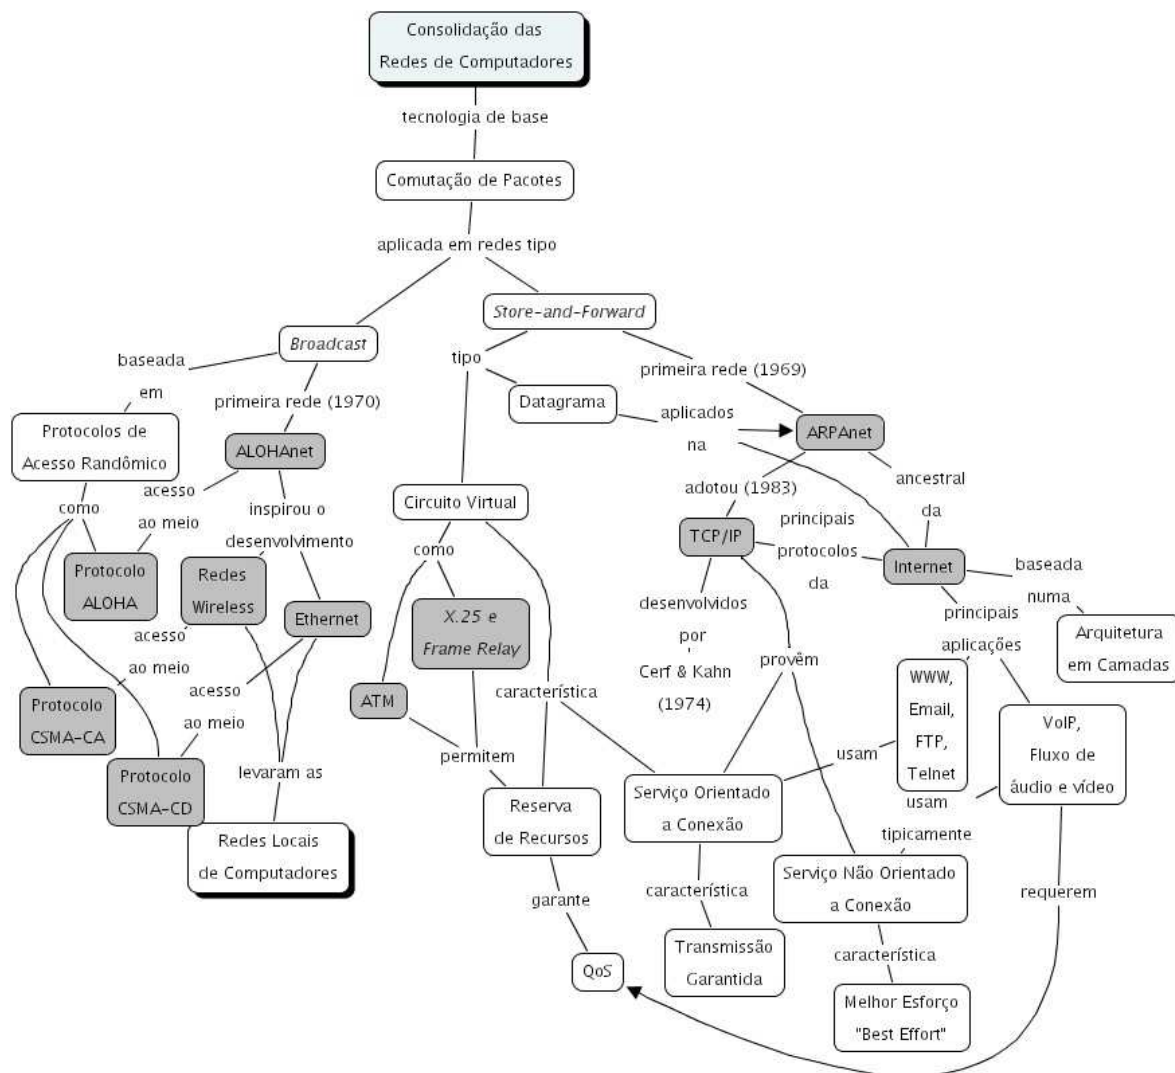 Consolidação das
Redes de Computadores
tecnologia de base
Comutação de Pacotes
aplicada em redes tipo
Store-and-Forward
Broadcast
baseada
em
tipo
primeira rede (1969)
primeira rede (1970)
Datagrama
aplicados
na
ARPAnet
Protocolos de
Acesso Randômico
ALOHAnet
como
acesso
ao meio
inspirou o
desenvolvimento
Circuito Virtual
adotou (1983)
ancestral
da
TCP/IP
principais
protocolos
da
Internet
baseada
numa
Protocolo
ALOHA
Redes
Wireless
Ethernet
como
X.25 e
Frame Relay
desenvolvidos
por
Cerf & Kahn
(1974)
provêm
principais
aplicações
Arquitetura
em Camadas
acesso
ao meio
acesso
ao meio
ATM
característica
WWW,
Email,
FTP,
Telnet
VoIP,
Fluxo de
áudio e vídeo
Protocolo
CSMA-CA
Protocolo
CSMA-CD
levaram as
permitem
usam
usam
tipicamente
Redes Locais
de Computadores
Reserva
de Recursos
Serviço Orientado
a Conexão
Serviço Não Orientado
a Conexão
garante
característica
requerem
QoS
Transmissão
Garantida
característica
Melhor Esforço
"Best Effort"